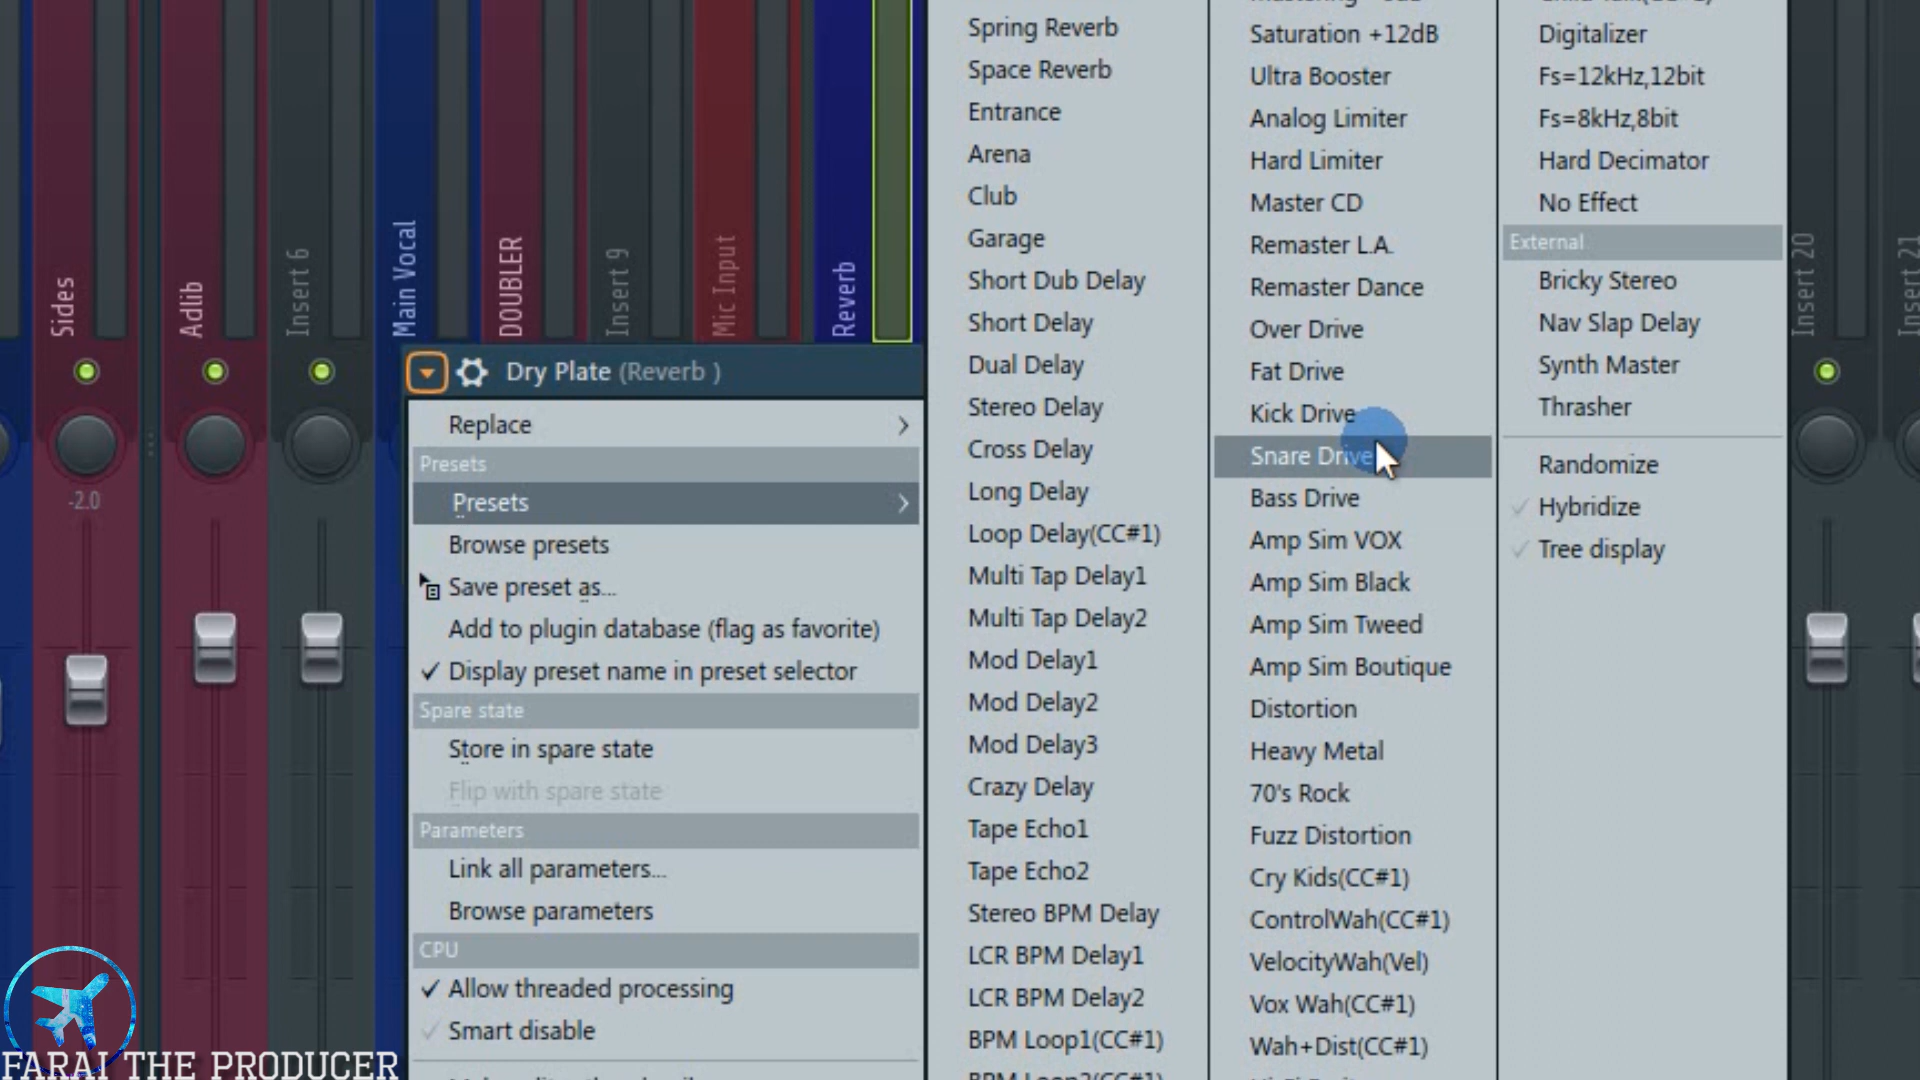 Sides
-2.0
Adlib
Insert 6
Main Vocal
DOUBLER
Insert 9
Mic Input
Reverb
Dry Plate (Reverb )
Replace
Presets
Presets
Browse presets
Save preset as...
Add to plugin database (flag as favorite)
Display preset name in preset selector
Spare state
Store in spare state
Flip with spare state
Parameters
Link all parameters...
Browse parameters
CPU
Allow threaded processing
Smart disable
Spring Reverb
Space Reverb
Entrance
Arena
Club
Garage
Short Dub Delay
Short Delay
Dual Delay
Stereo Delay
Cross Delay
Long Delay
Loop Delay(CC#1)
Multi Tap Delay1
Multi Tap Delay2
Mod Delay1
Mod Delay2
Mod Delay3
Crazy Delay
Tape Echo1
Tape Echo2
Stereo BPM Delay
LCR BPM Delay1
LCR BPM Delay2
BPM Loop1(CC#1)
Saturation +12dB
Ultra Booster
Analog Limiter
Hard Limiter
Master CD
Remaster L.A.
Remaster Dance
Over Drive
Fat Drive
Kick Drive
Snare Drive
Bass Drive
Amp Sim VOX
Amp Sim Black
Amp Sim Tweed
Amp Sim Boutique
Distortion
Heavy Metal
70's Rock
Fuzz Distortion
Cry Kids(CC#1)
ControlWah(CC#1)
VelocityWah(Vel)
Vox Wah(CC#1)
Wah+Dist(CC#1)
Digitalizer
Fs=12kHz,12bit
Fs=8kHz,8bit
Hard Decimator
No Effect
External
Bricky Stereo
Nav Slap Delay
Synth Master
Thrasher
Randomize
Hybridize
Tree display
Insert 20
Insert 21
FARAI THE PRODUCER